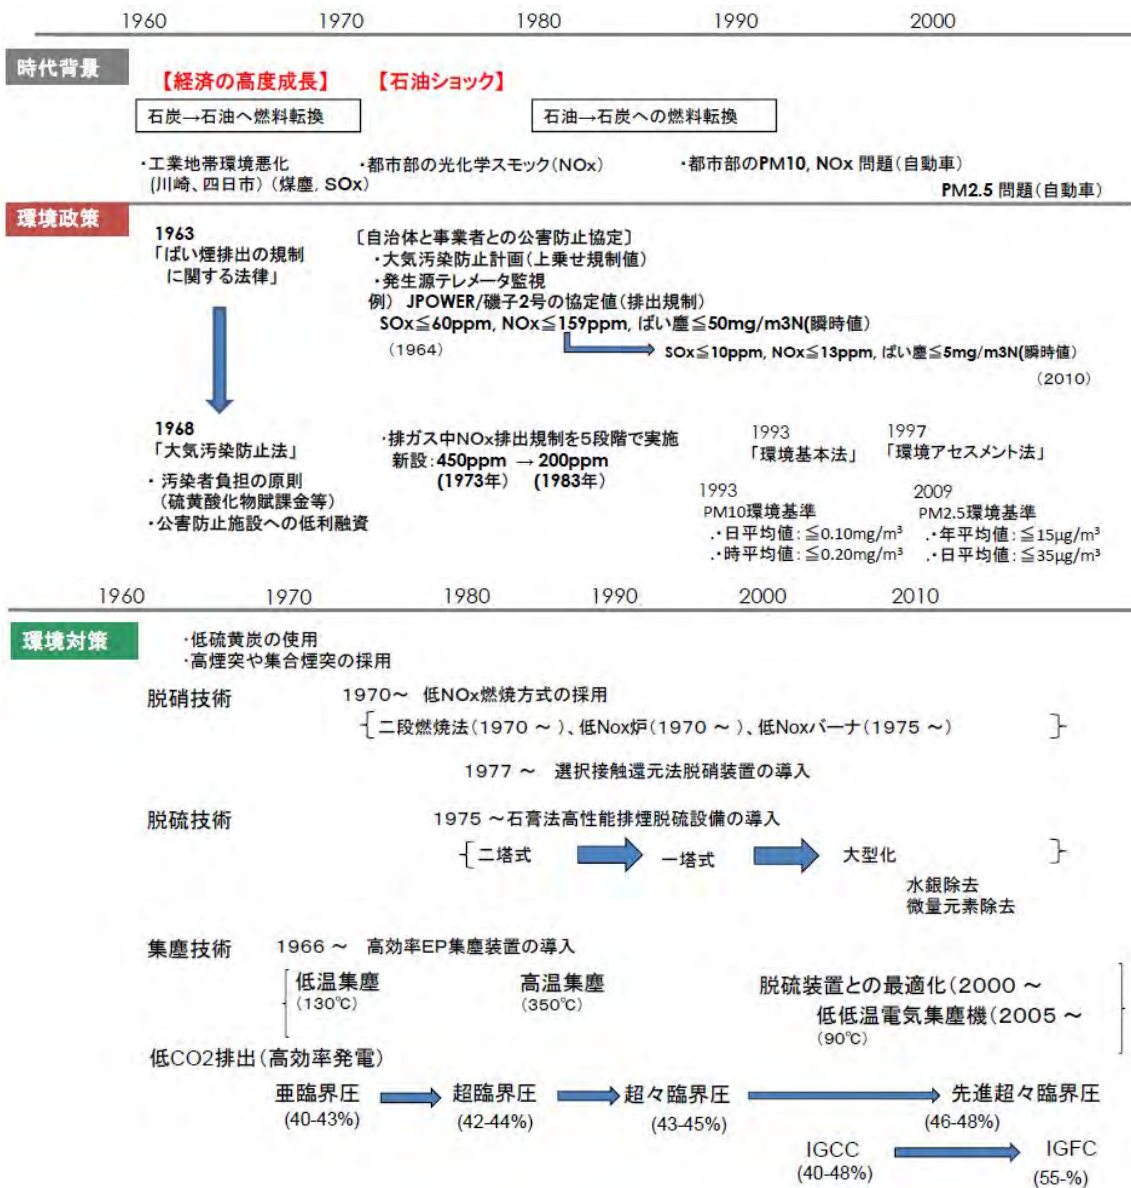 1960 1970 1980 1990 2000
時代背景
【経済の高度成長】 【石油ショック】
石炭→石油へ燃料転換 石油→石炭への燃料転換
・工業地帯環境悪化 ・都市部の光化学スモック(NOx) ・都市部のPM10, NOx 問題(自動車)
(川崎、四日市) (煤塵, SOx)
PM2.5 問題(自動車)
環境政策
1963
「ばい煙排出の規制
に関する法律」
〔自治体と事業者との公害防止協定〕
・大気汚染防止計画(上乗せ規制値)
・発生源テレメータ監視
例) JPOWER/磯子2号の協定値(排出規制)
SOx≦60ppm, NOx≦159ppm, ばい塵≦50mg/m3N(瞬時値)
(1964)
SOx≦10ppm, NOx≦13ppm, ばい塵≦5mg/m3N(瞬時値)
(2010)
1968
「大気汚染防止法」
・ 汚染者負担の原則
(硫黄酸化物賦課金等)
・公害防止施設への低利融資
・排ガス中NOx排出規制を5段階で実施
新設:450ppm → 200ppm
(1973年) (1983年)
1993
「環境基本法」
1997
「環境アセスメント法」
1993
PM10環境基準
.・日平均値: ≦0.10mg/m³
.・時平均値: ≦0.20mg/m³
2009
PM2.5環境基準
.・年平均値: ≦15µg/m³
.・日平均値: ≦35µg/m³
1960 1970 1980 1990 2000 2010
環境対策
・低硫黄炭の使用
・高煙突や集合煙突の採用
脱硝技術
1970～ 低NOx燃焼方式の採用
{二段燃焼法(1970 ～ )、低Nox炉(1970 ～ )、低Noxバーナ(1975 ～) }
1977 ～ 選択接触還元法脱硝装置の導入
脱硫技術
1975 ～石膏法高性能排煙脱硫設備の導入
{二塔式 一塔式 大型化 }
水銀除去
微量元素除去
集塵技術
1966 ～ 高効率EP集塵装置の導入
低温集塵
(130℃)
高温集塵
(350℃)
脱硫装置との最適化(2000 ～
低低温電気集塵機(2005 ～
(90℃)
低CO2排出(高効率発電)
亜臨界圧 超臨界圧 超々臨界圧 先進超々臨界圧
(40-43%) (42-44%) (43-45%) (46-48%)
IGCC IGFC
(40-48%) (55-%)